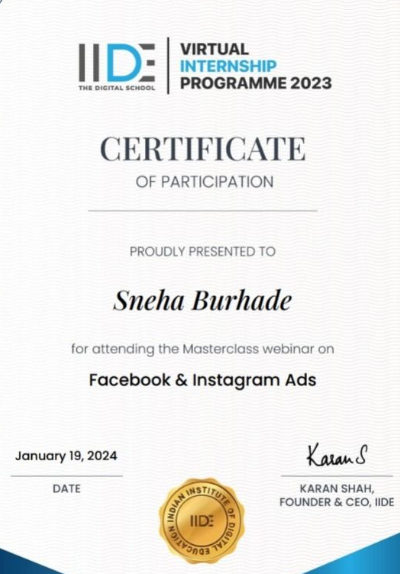 IIDE
THE DIGITAL SCHOOL
VIRTUAL
INTERNSHIP
PROGRAMME 2023
CERTIFICATE
OF PARTICIPATION
PROUDLY PRESENTED TO
Sneha Burhade
for attending the Masterclass webinar on
Facebook & Instagram Ads
January 19, 2024
DATE
Karan S
KARAN SHAH,
FOUNDER & CEO, IIDE
INDIAN INSTITUTE OF DIGITAL EDUCATION
IIDE